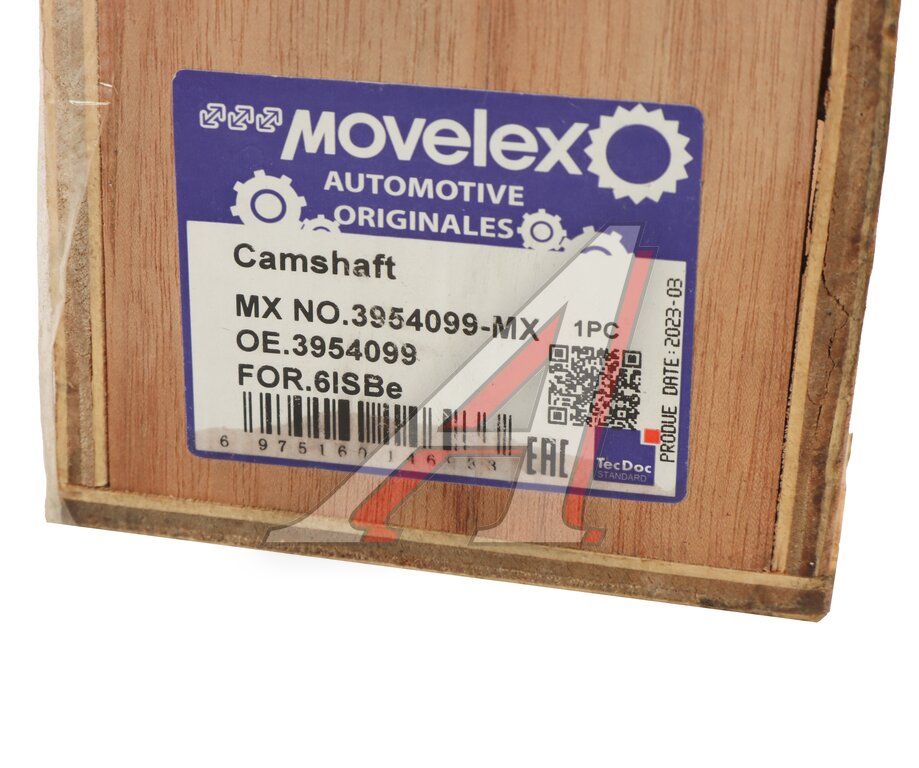 MOVELEX
AUTOMOTIVE
ORIGINALES
Camshaft
MX NO.3954099-MX
1PC
OE.3954099
FOR.6ISBe
EAC
TecDoc
STANDARD
PRODUE DATE:2023-03